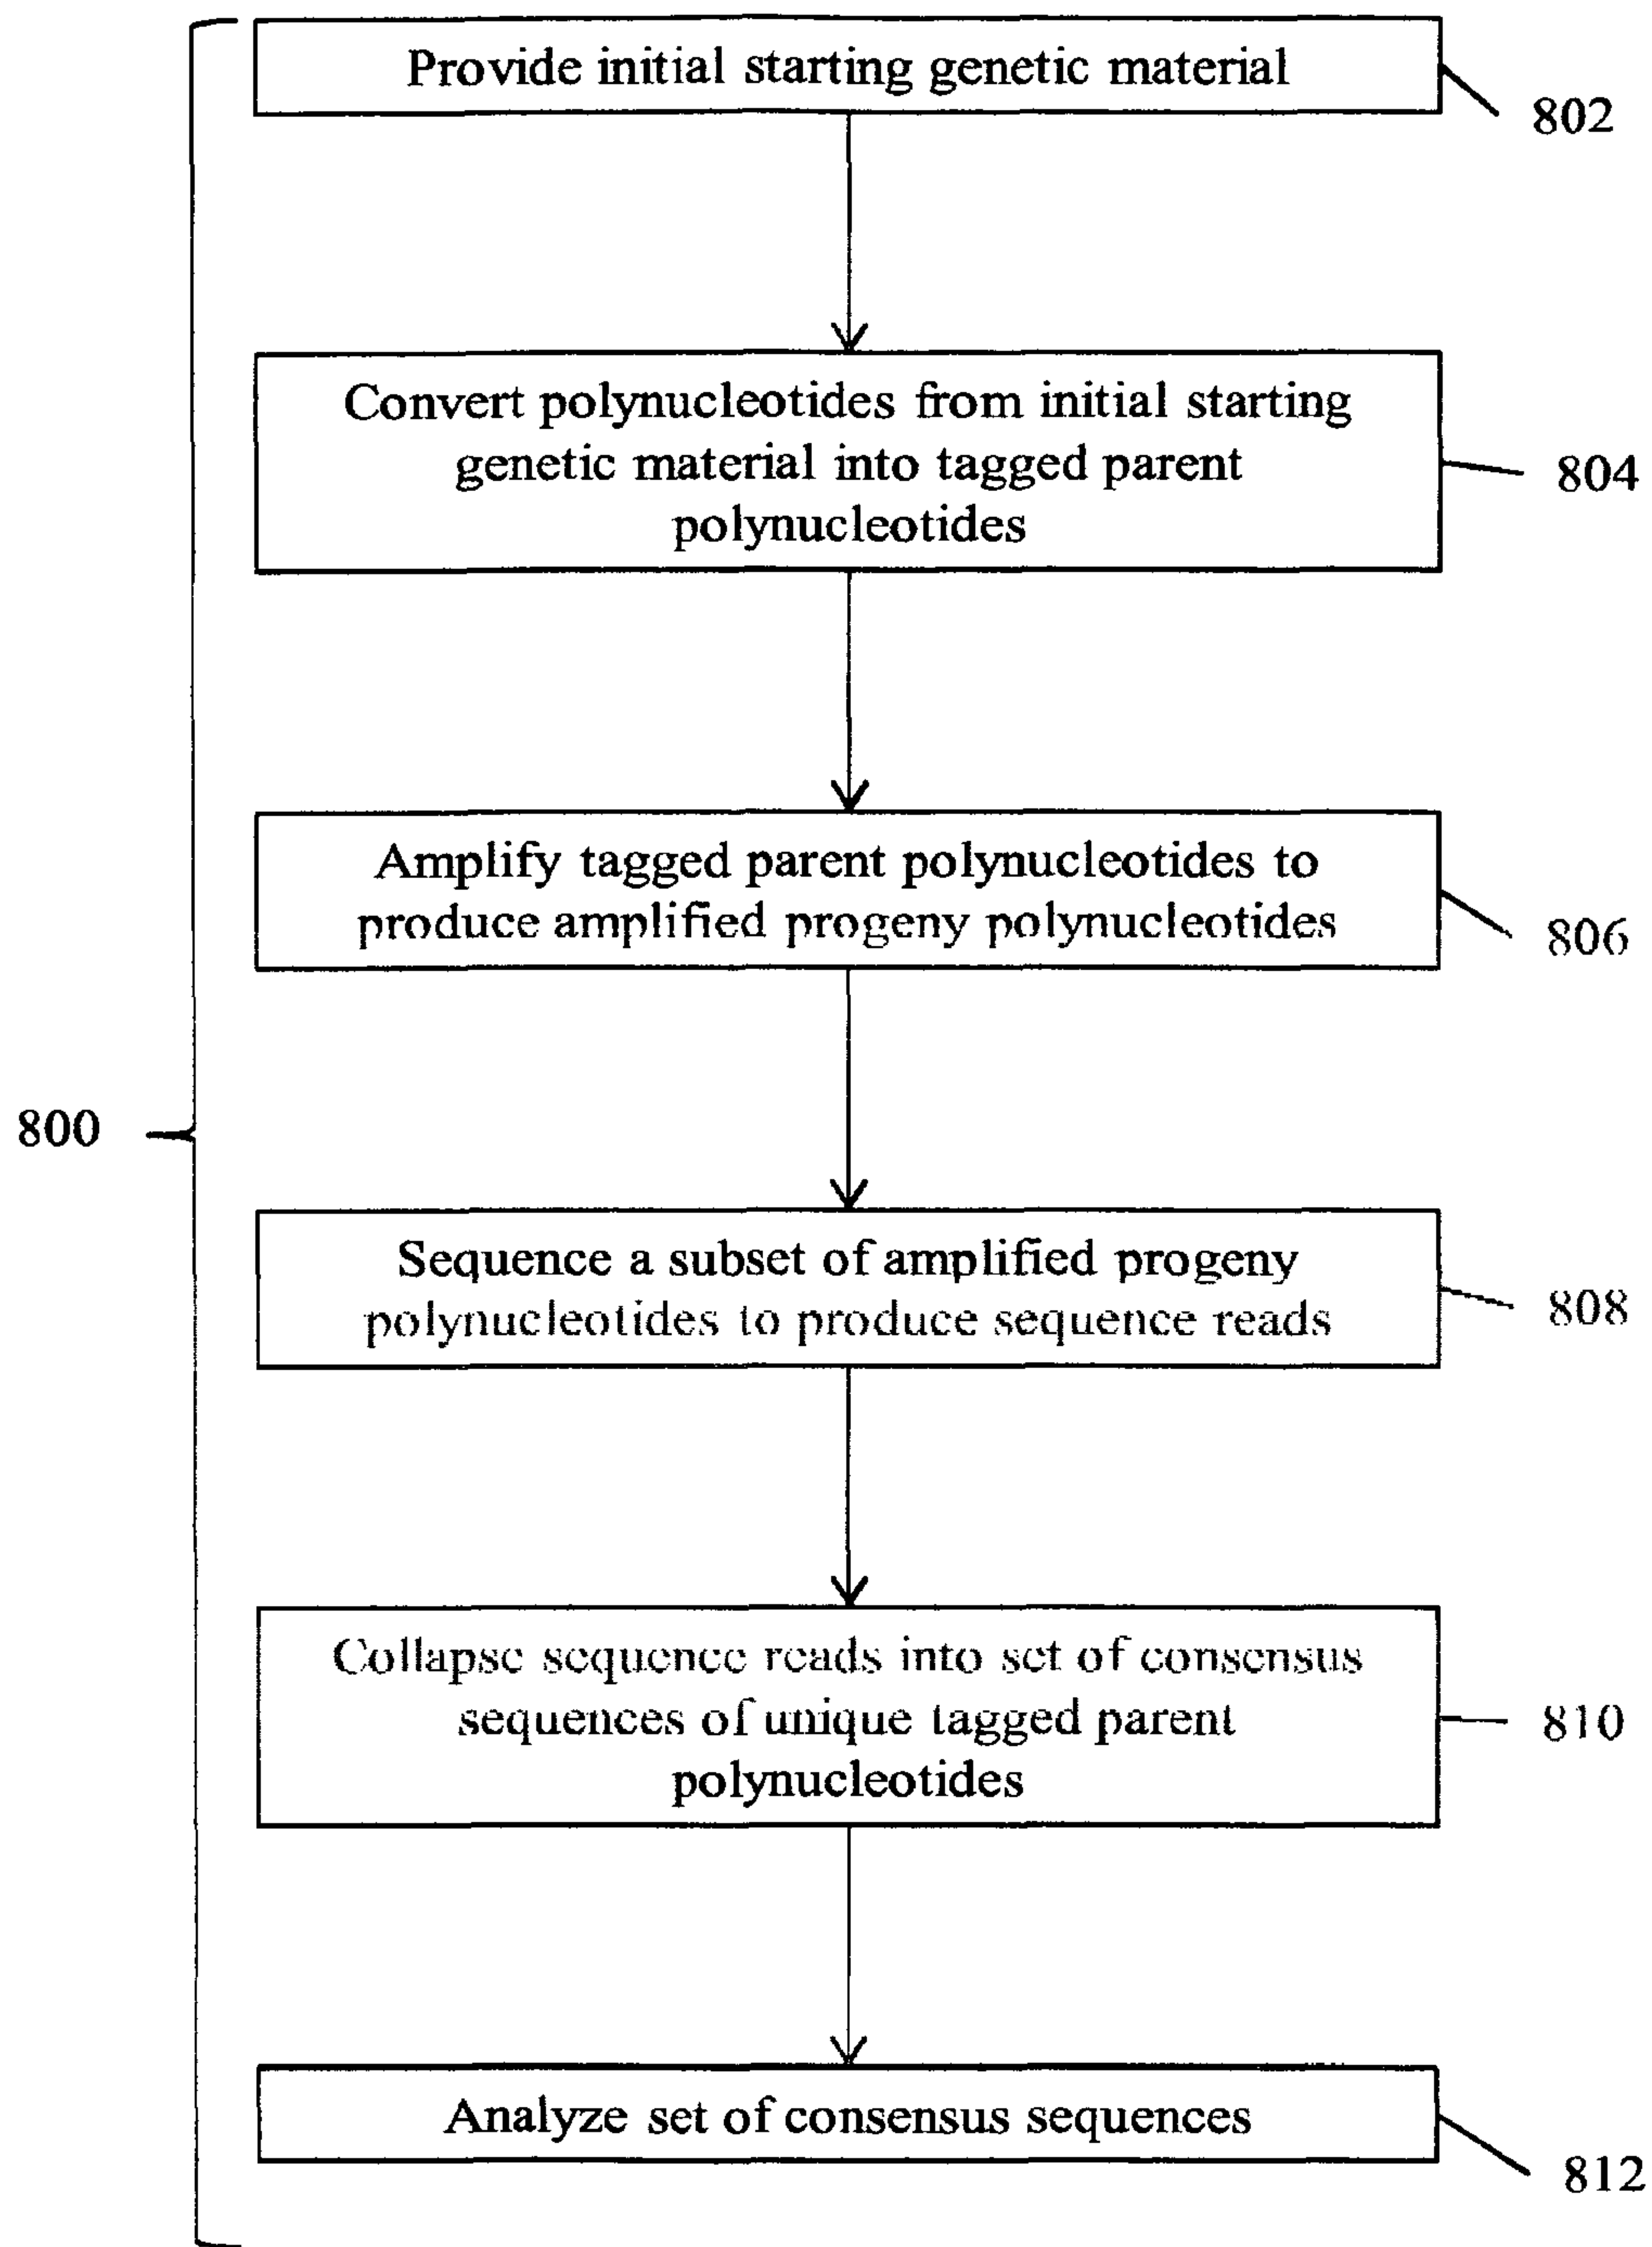 Provide initial starting genetic material
802
Convert polynucleotides from initial starting
genetic material into tagged parent
polynucleotides
804
Amplify tagged parent polynucleotides to
produce amplified progeny polynucleotides
806
800
Sequence a subset of amplified progeny
polynucleotides to produce sequence reads
808
Collapse sequence reads into set of consensus
sequences of unique tagged parent
polynucleotides
810
Analyze set of consensus sequences
812